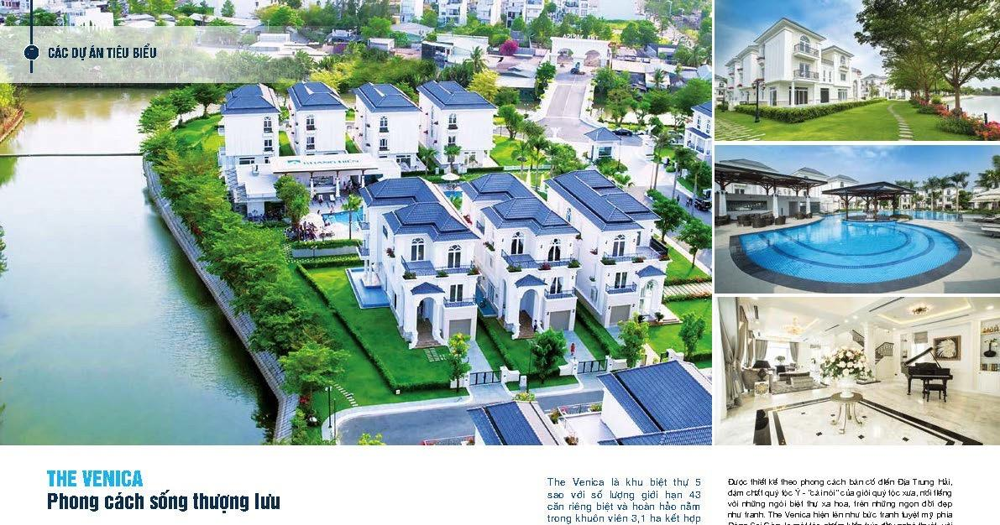 CÁC DỰ ÁN TIÊU BIỂU
KHANG ĐIỀN
THE VENICA
Phong cách sống thượng lưu
The Venica là khu biệt thự 5
sao với số lượng giới hạn 43
căn riêng biệt và hoàn hảo nằm
trong khuôn viên 3,1 ha kết hợp
Được thiết kế theo phong cách bán cổ điển Địa Trung Hải,
đậm chất quý tộc Ý - "cái nôi" của giới quý tộc xưa, nổi tiếng
với những ngôi biệt thự xa hoa, trên những ngọn đồi đẹp
như tranh. The Venica hiện lên như bức tranh tuyệt mỹ phía